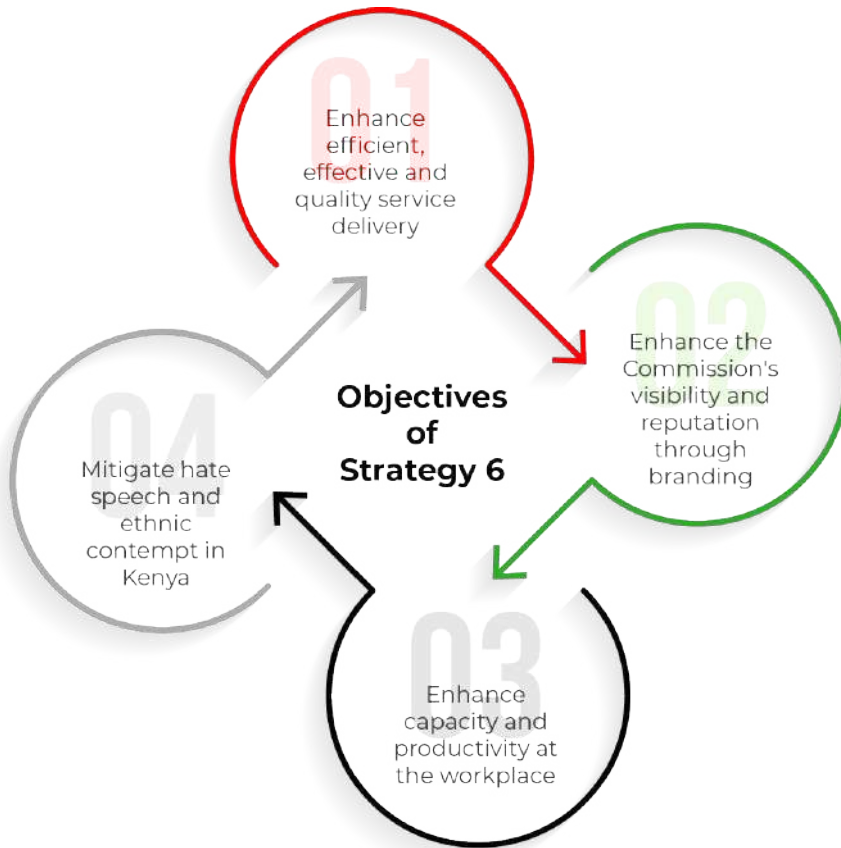 01
Enhance
efficient,
effective and
quality service
delivery
02
Enhance the
Commission's
visibility and
reputation
through
branding
Objectives
of
Strategy 6
04
Mitigate hate
speech and
ethnic
contempt in
Kenya
03
Enhance
capacity and
productivity at
the workplace